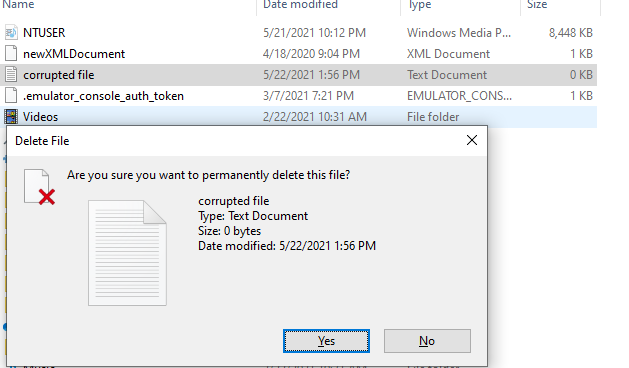 Name Date modified Type Size
NTUSER 5/21/2021 10:12 PM Windows Media P... 8,448 KB
newXMLDocument 4/18/2020 9:04 PM XML Document 1 KB
corrupted file 5/22/2021 1:56 PM Text Document 0 KB
.emulator_console_auth_token 3/7/2021 7:21 PM EMULATOR_CONS... 1 KB
Videos 2/22/2021 10:31 AM File folder
Delete File
Are you sure you want to permanently delete this file?
corrupted file
Type: Text Document
Size: 0 bytes
Date modified: 5/22/2021 1:56 PM
Yes No